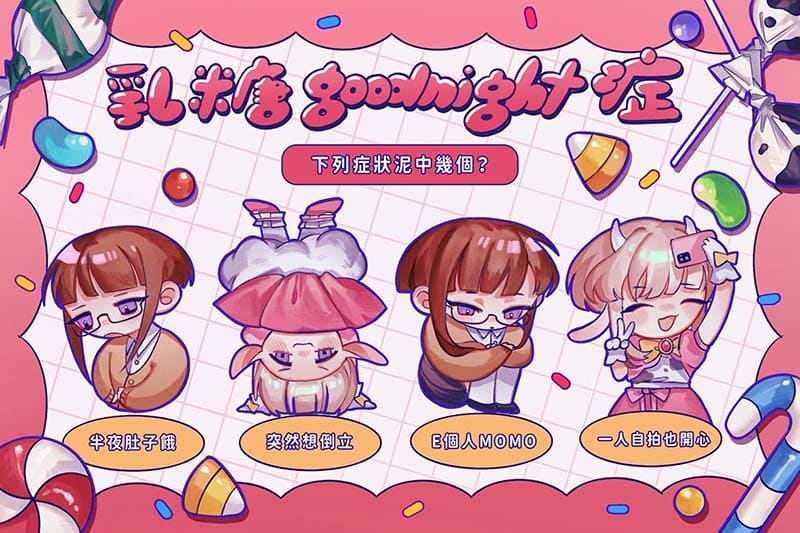 乳糖goodnight症
下列症狀泥中幾個？
半夜肚子餓
突然想倒立
E個人MOMO
一人自拍也開心